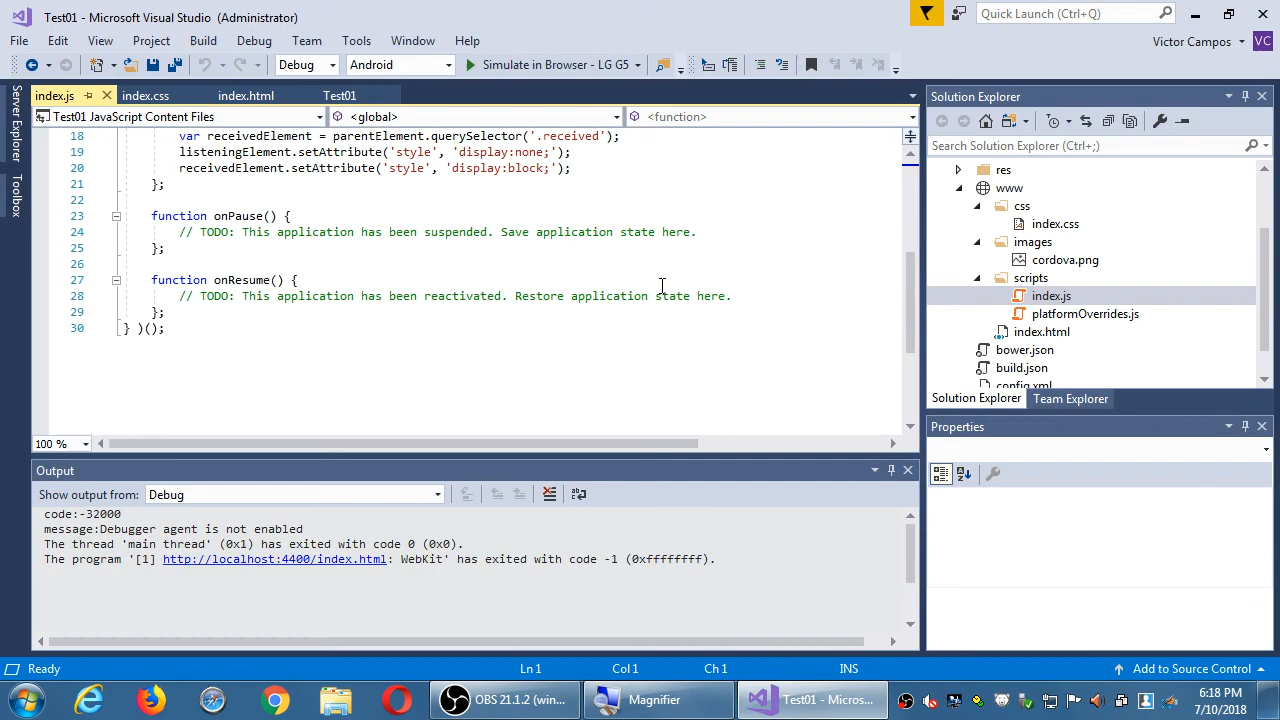 Test01 - Microsoft Visual Studio (Administrator)
Quick Launch (Ctrl+Q)
File Edit View Project Build Debug Team Tools Window Help
Victor Campos VC
Debug Android Simulate in Browser - LG G5
index.js index.css index.html Test01
Test01 JavaScript Content Files <global> <function>
Server Explorer
Toolbox
18 var receivedElement = parentElement.querySelector('.received');
19 listeningElement.setAttribute('style', 'display:none;');
20 receivedElement.setAttribute('style', 'display:block;');
21 };
22
23 function onPause() {
24 // TODO: This application has been suspended. Save application state here.
25 };
26
27 function onResume() {
28 // TODO: This application has been reactivated. Restore application state here.
29 };
30 } )();
100 %
Output
Show output from: Debug
code:-32000
message:Debugger agent is not enabled
The thread 'main thread' (0x1) has exited with code 0 (0x0).
The program '[1] http://localhost:4400/index.html: WebKit' has exited with code -1 (0xffffffff).
Solution Explorer
Search Solution Explorer (Ctrl+;)
res
www
css
index.css
images
cordova.png
scripts
index.js
platformOverrides.js
index.html
bower.json
build.json
config.xml
Solution Explorer Team Explorer
Properties
Ready Ln 1 Col 1 Ch 1 INS Add to Source Control
OBS 21.1.2 (win... Magnifier Test01 - Micros...
6:18 PM
7/10/2018